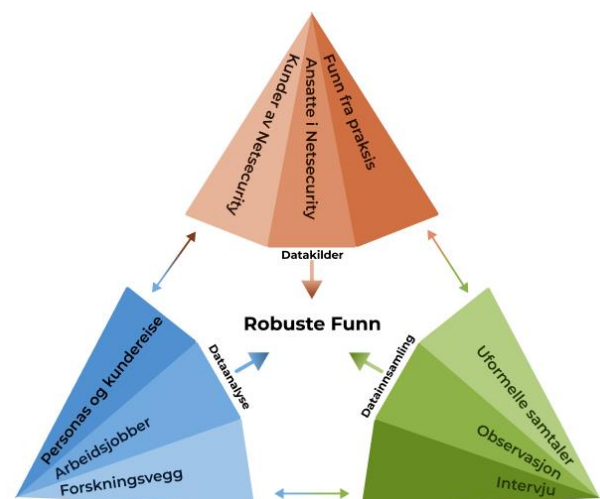 Kunder av Netsecurity
Ansatte i Netsecurity
Funn fra praksis
Datakilder
Robuste Funn
Dataanalyse
Datainnsamling
Personas og kundereise
Arbeidsjobber
Forskningsvegg
Uformelle samtaler
Observasjon
Intervju